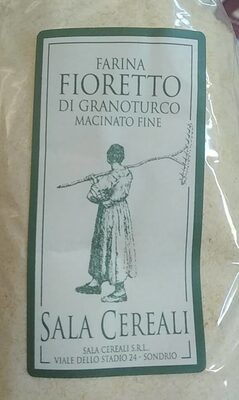 FARINA
FIORETTO
DI GRANOTURCO
MACINATO FINE
SALA CEREALI
SALA CEREALI S.R.L.
VIALE DELLO STADIO 24 - SONDRIO